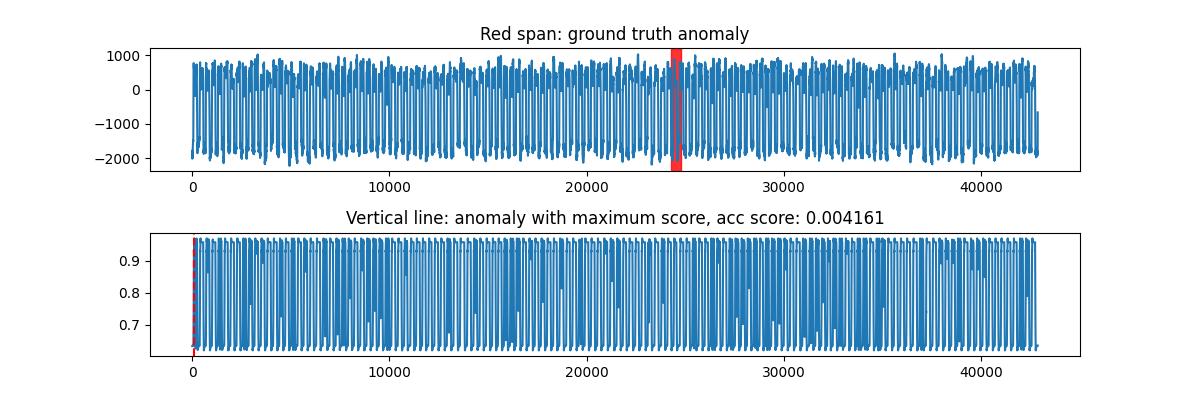 Red span: ground truth anomaly
1000
0
−1000
−2000
0 10000 20000 30000 40000
Vertical line: anomaly with maximum score, acc score: 0.004161
0.9
0.8
0.7
0 10000 20000 30000 40000